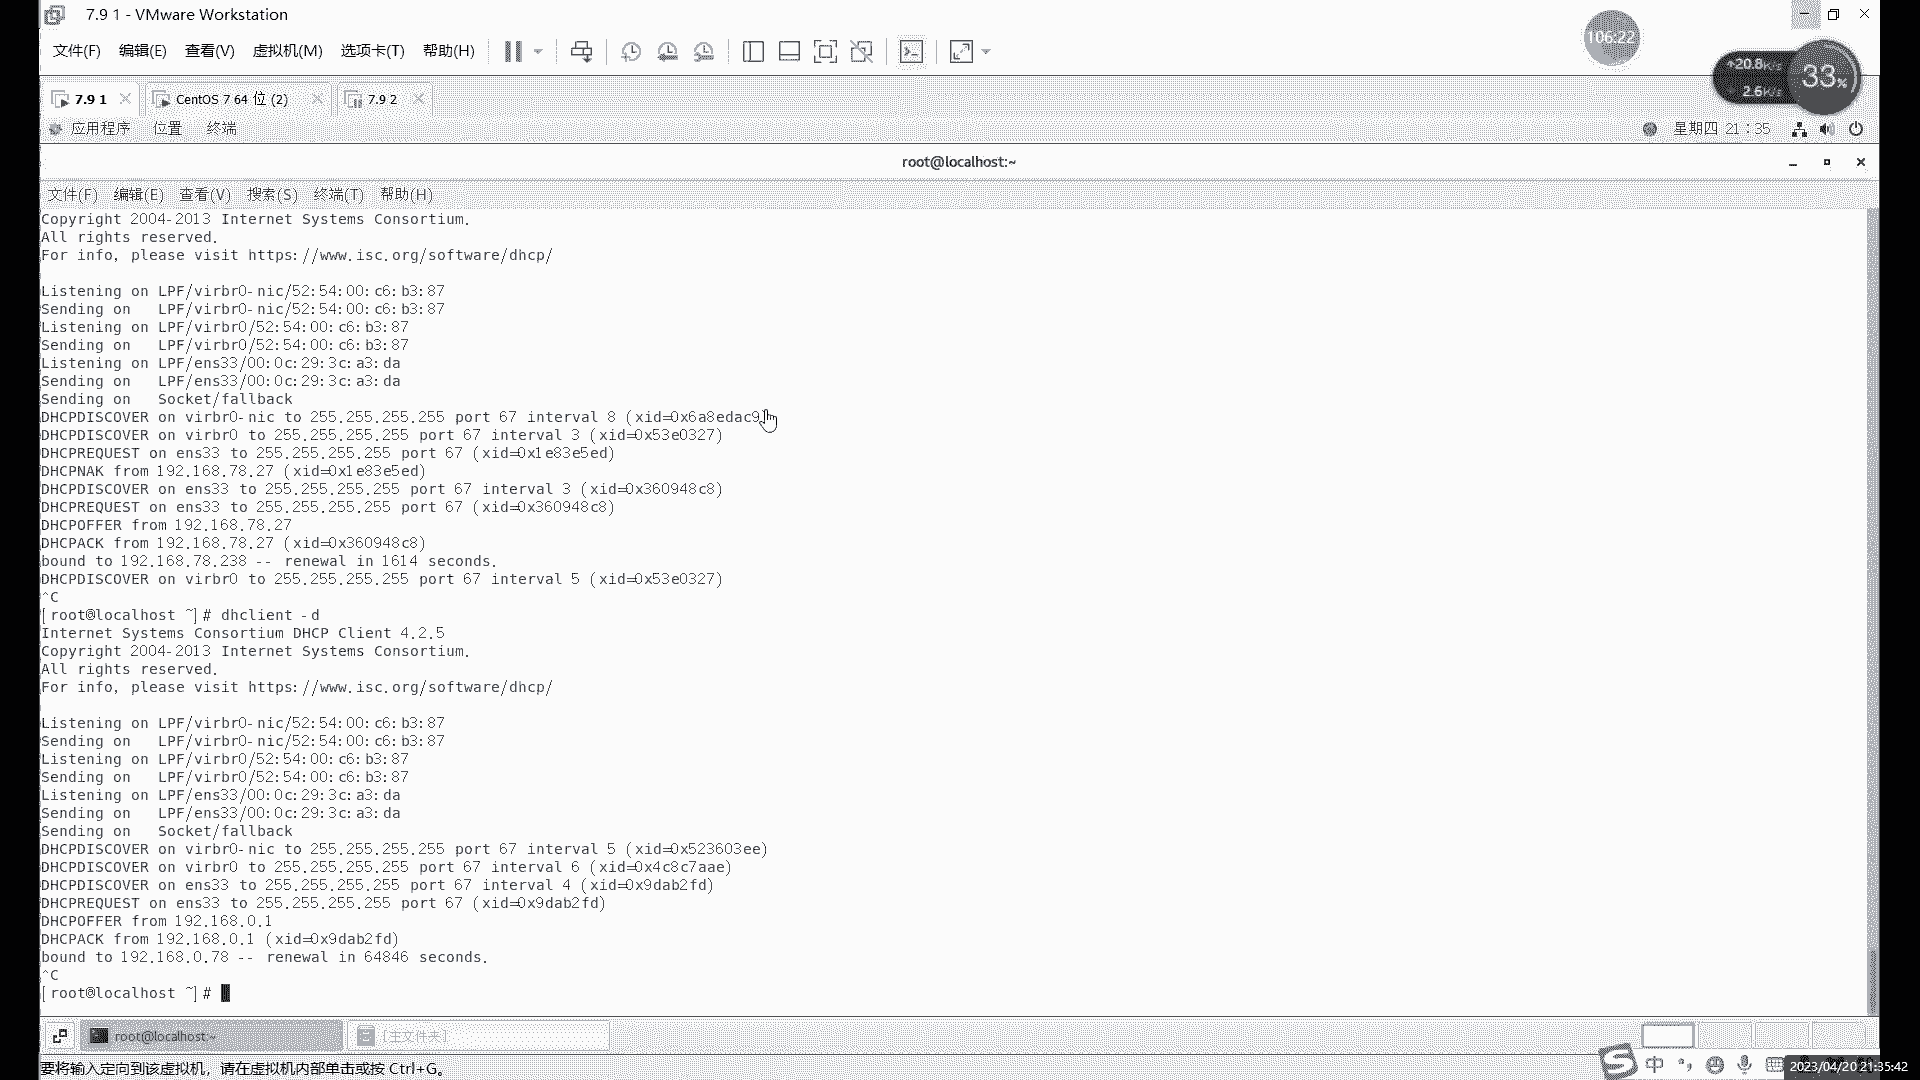 7.9 1 - VMware Workstation
文件(F) 编辑(E) 查看(V) 虚拟机(M) 选项卡(T) 帮助(H)
106:22
↑20.8K/s
2.6K/s
33%
7.9 1 CentOS 7 64 位 (2) 7.9 2
应用程序 位置 终端 星期四 21:35
root@localhost:~
文件(F) 编辑(E) 查看(V) 搜索(S) 终端(T) 帮助(H)
Copyright 2004-2013 Internet Systems Consortium.
All rights reserved.
For info, please visit https://www.isc.org/software/dhcp/
Listening on LPF/virbr0-nic/52:54:00:c6:b3:87
Sending on   LPF/virbr0-nic/52:54:00:c6:b3:87
Listening on LPF/virbr0/52:54:00:c6:b3:87
Sending on   LPF/virbr0/52:54:00:c6:b3:87
Listening on LPF/ens33/00:0c:29:3c:a3:da
Sending on   LPF/ens33/00:0c:29:3c:a3:da
Sending on   Socket/fallback
DHCPDISCOVER on virbr0-nic to 255.255.255.255 port 67 interval 8 (xid=0x6a8edac9)
DHCPDISCOVER on virbr0 to 255.255.255.255 port 67 interval 3 (xid=0x53e0327)
DHCPREQUEST on ens33 to 255.255.255.255 port 67 (xid=0x1e83e5ed)
DHCPNAK from 192.168.78.27 (xid=0x1e83e5ed)
DHCPDISCOVER on ens33 to 255.255.255.255 port 67 interval 3 (xid=0x360948c8)
DHCPREQUEST on ens33 to 255.255.255.255 port 67 (xid=0x360948c8)
DHCPOFFER from 192.168.78.27
DHCPACK from 192.168.78.27 (xid=0x360948c8)
bound to 192.168.78.238 -- renewal in 1614 seconds.
DHCPDISCOVER on virbr0 to 255.255.255.255 port 67 interval 5 (xid=0x53e0327)
^C
[root@localhost ~]# dhclient -d
Internet Systems Consortium DHCP Client 4.2.5
Copyright 2004-2013 Internet Systems Consortium.
All rights reserved.
For info, please visit https://www.isc.org/software/dhcp/
Listening on LPF/virbr0-nic/52:54:00:c6:b3:87
Sending on   LPF/virbr0-nic/52:54:00:c6:b3:87
Listening on LPF/virbr0/52:54:00:c6:b3:87
Sending on   LPF/virbr0/52:54:00:c6:b3:87
Listening on LPF/ens33/00:0c:29:3c:a3:da
Sending on   LPF/ens33/00:0c:29:3c:a3:da
Sending on   Socket/fallback
DHCPDISCOVER on virbr0-nic to 255.255.255.255 port 67 interval 5 (xid=0x523603ee)
DHCPDISCOVER on virbr0 to 255.255.255.255 port 67 interval 6 (xid=0x4c8c7aae)
DHCPDISCOVER on ens33 to 255.255.255.255 port 67 interval 4 (xid=0x9dab2fd)
DHCPREQUEST on ens33 to 255.255.255.255 port 67 (xid=0x9dab2fd)
DHCPOFFER from 192.168.0.1
DHCPACK from 192.168.0.1 (xid=0x9dab2fd)
bound to 192.168.0.78 -- renewal in 64846 seconds.
^C
[root@localhost ~]#
root@localhost:~ [主文件夹]
要将输入定向到该虚拟机，请在虚拟机内部单击或按 Ctrl+G。
中
2023/04/20 21:35:42